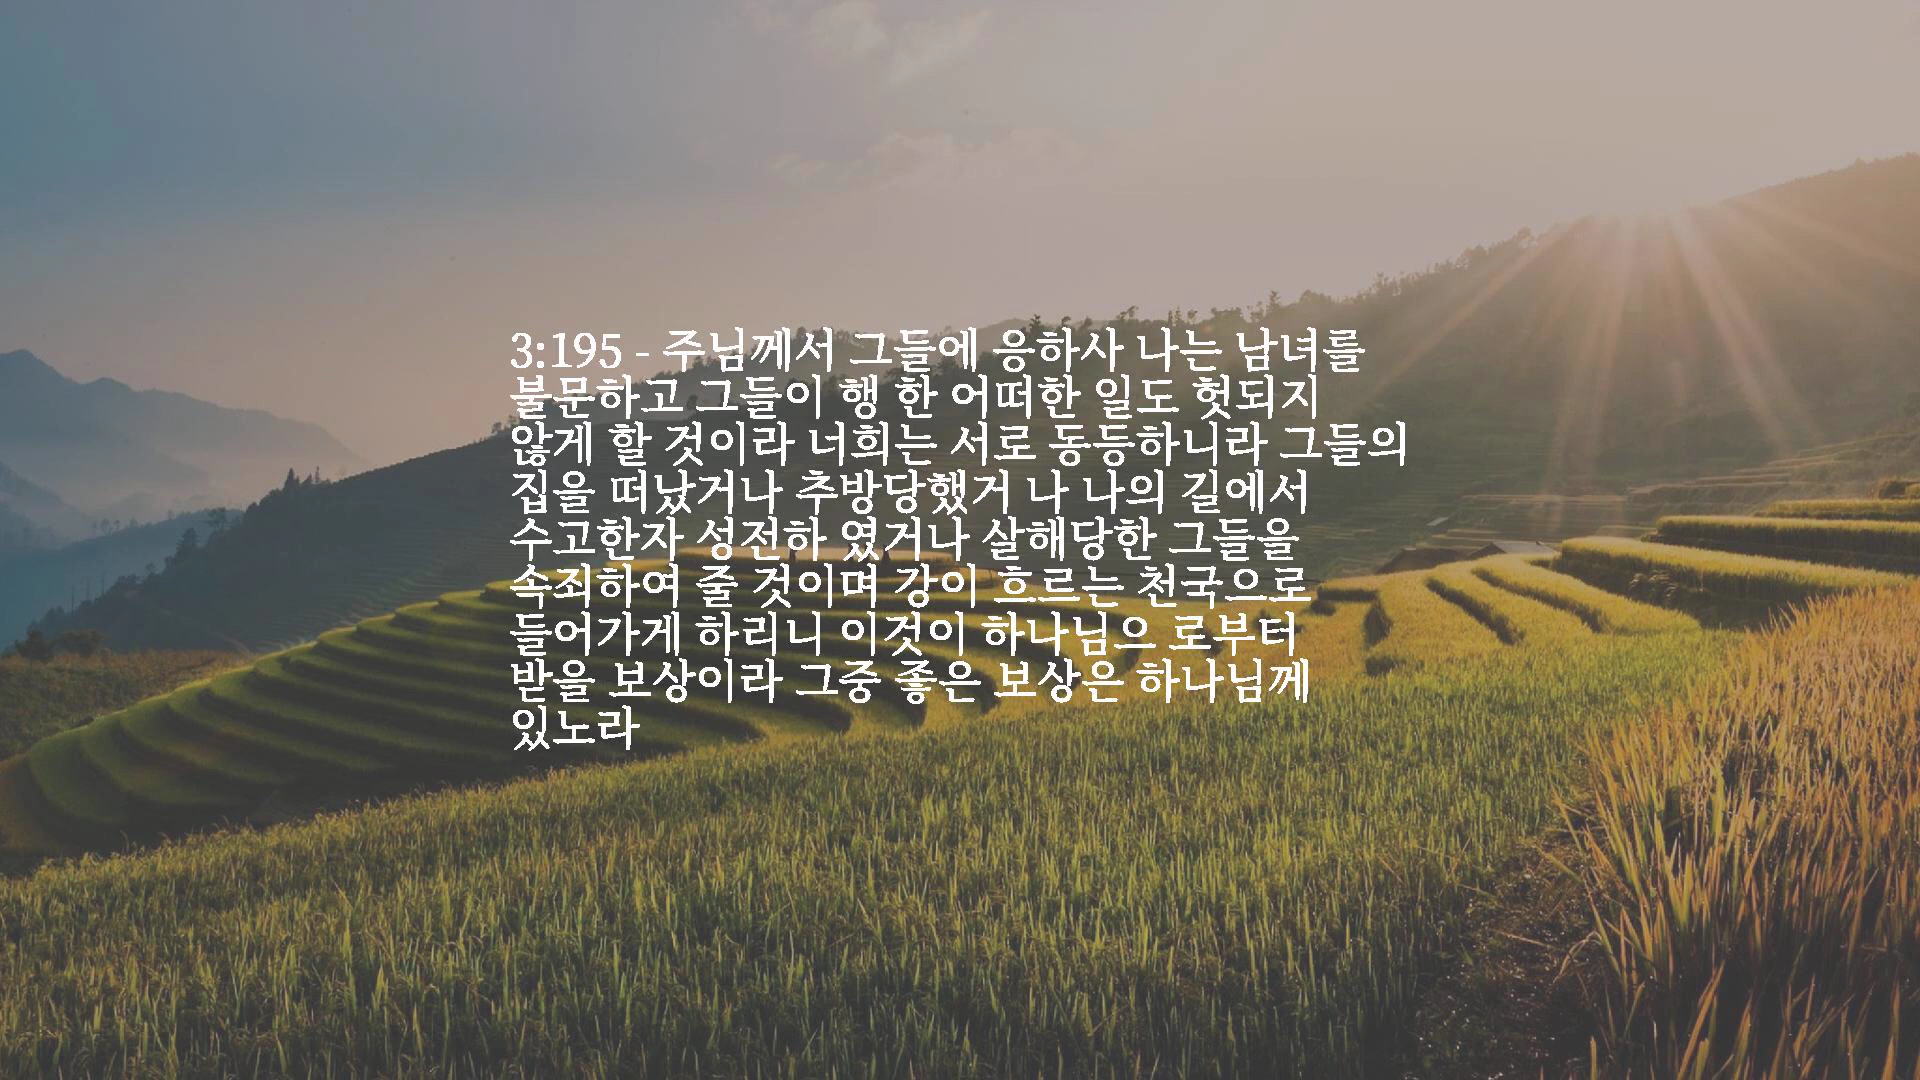 3:195 - 주님께서 그들에 응하사 나는 남녀를
불문하고 그들이 행 한 어떠한 일도 헛되지
않게 할 것이라 너희는 서로 동등하니라 그들의
집을 떠났거나 추방당했거 나 나의 길에서
수고한자 성전하 였거나 살해당한 그들을
속죄하여 줄 것이며 강이 흐르는 천국으로
들어가게 하리니 이것이 하나님으 로부터
받을 보상이라 그중 좋은 보상은 하나님께
있노라